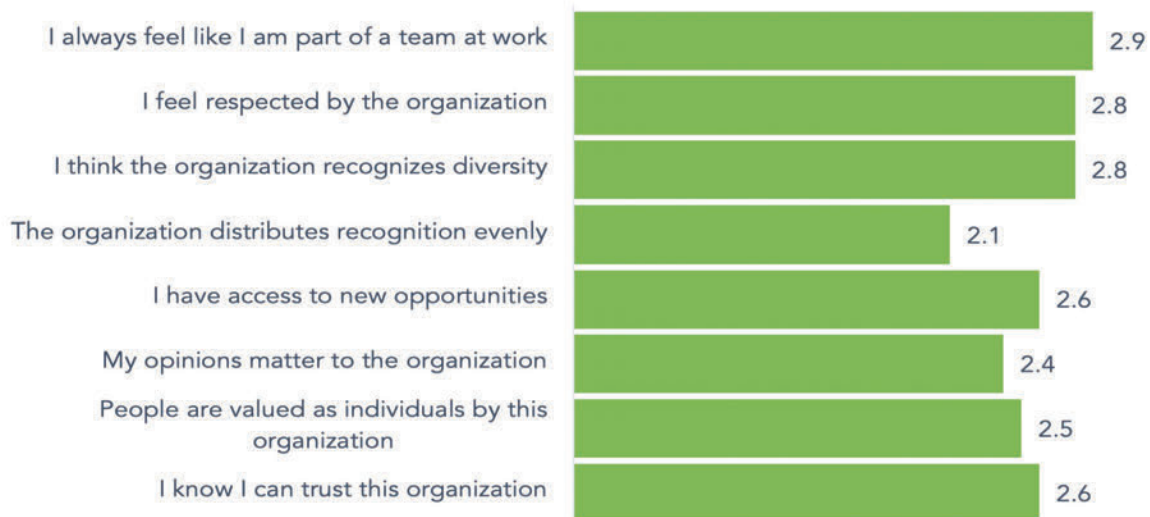 I always feel like I am part of a team at work 2.9
I feel respected by the organization 2.8
I think the organization recognizes diversity 2.8
The organization distributes recognition evenly 2.1
I have access to new opportunities 2.6
My opinions matter to the organization 2.4
People are valued as individuals by this
organization 2.5
I know I can trust this organization 2.6